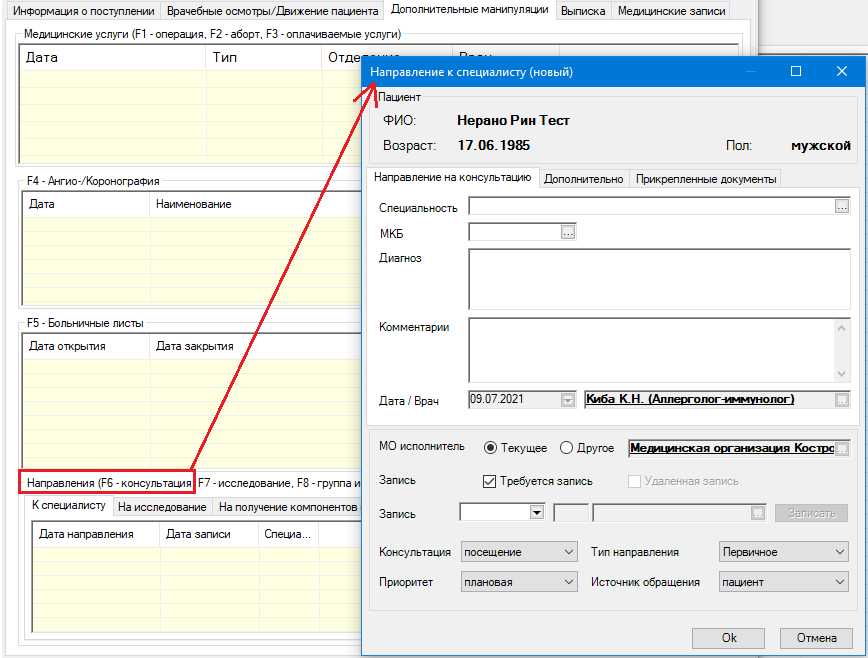 Информация о поступлении Врачебные осмотры/Движение пациента Дополнительные манипуляции Выписка Медицинские записи
Медицинские услуги (F1 - операция, F2 - аборт, F3 - оплачиваемые услуги)
Дата Тип
F4 - Ангио-/Коронография
Дата Наименование
F5 - Больничные листы
Дата открытия Дата закрытия
Направления (F6 - консультация, F7 - исследование, F8 - группа и
К специалисту На исследование На получение компонентов
Дата направления Дата записи Специа...
Направление к специалисту (новый)
Пациент
ФИО: Нерано Рин Тест
Возраст: 17.06.1985 Пол: мужской
Направление на консультацию Дополнительно Прикрепленные документы
Специальность ...
МКБ ...
Диагноз
Комментарии
Дата / Врач 09.07.2021 Киба К.Н. (Аллерголог-иммунолог)
МО исполнитель Текущее Другое Медицинская организация Костро
Запись Требуется запись Удаленная запись
Запись Записать
Консультация посещение Тип направления Первичное
Приоритет плановая Источник обращения пациент
Ok Отмена